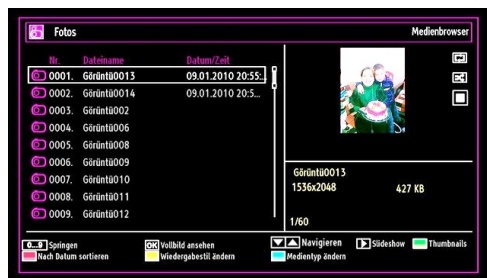 Fotos
Medienbrowser
Nr. Dateiname Datum/Zeit
0001. Görüntü0013 09.01.2010 20:55:..
0002. Görüntü0014 09.01.2010 20:5...
0003. Görüntü002
0004. Görüntü006
0005. Görüntü008
0006. Görüntü009
0007. Görüntü010
0008. Görüntü011
0009. Görüntü012
Görüntü0013
1536x2048 427 KB
1/60
0...9 Springen OK Vollbild ansehen Navigieren Slideshow Thumbnails
Nach Datum sortieren Wiedergabestil ändern Medientyp ändern